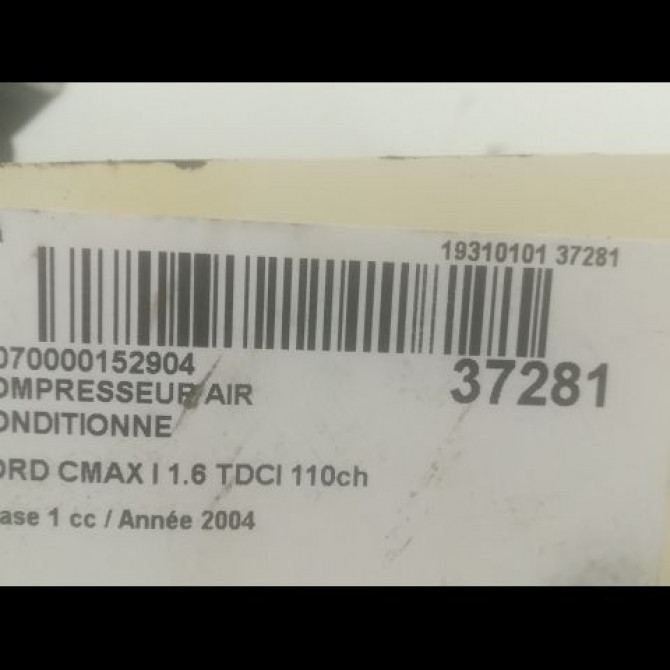 19310101 37281
070000152904
37281
OMPRESSEUR AIR
ONDITIONNE
ORD CMAX I 1.6 TDCI 110ch
ase 1 cc / Année 2004